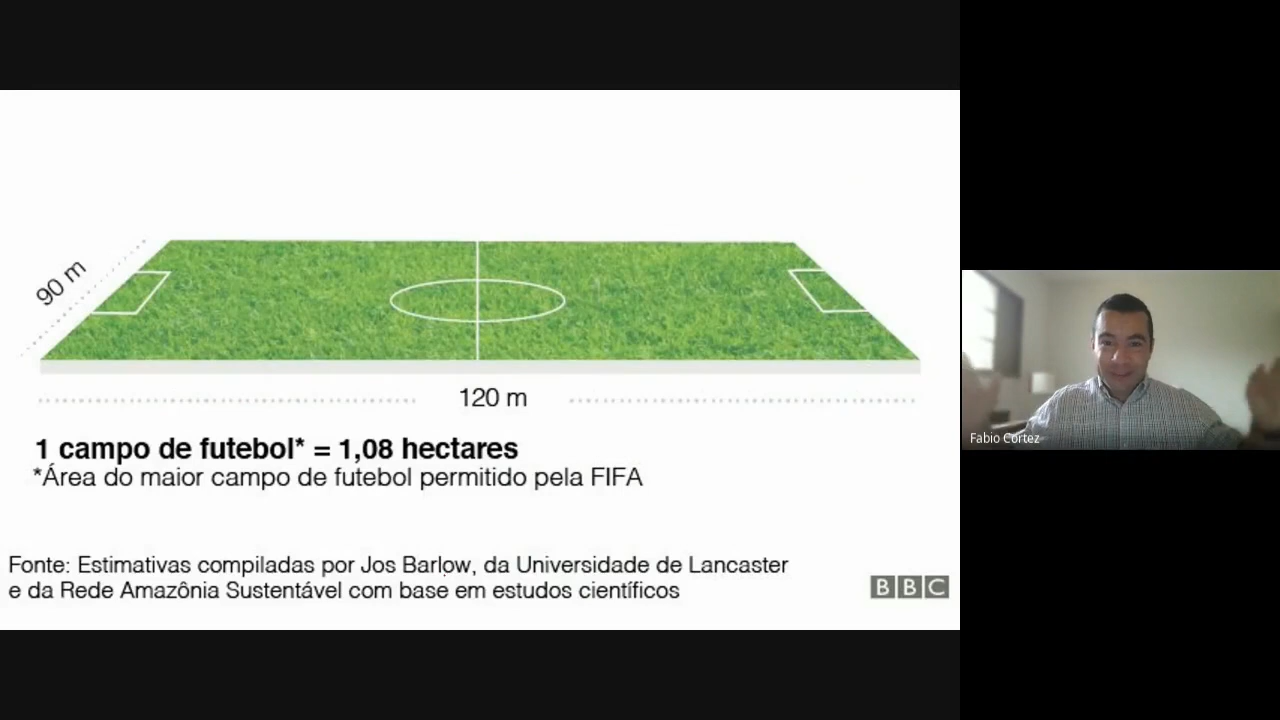 90 m
120 m
1 campo de futebol* = 1,08 hectares
*Área do maior campo de futebol permitido pela FIFA
Fonte: Estimativas compiladas por Jos Barlow, da Universidade de Lancaster
e da Rede Amazônia Sustentável com base em estudos científicos
BBC
Fabio Cortez